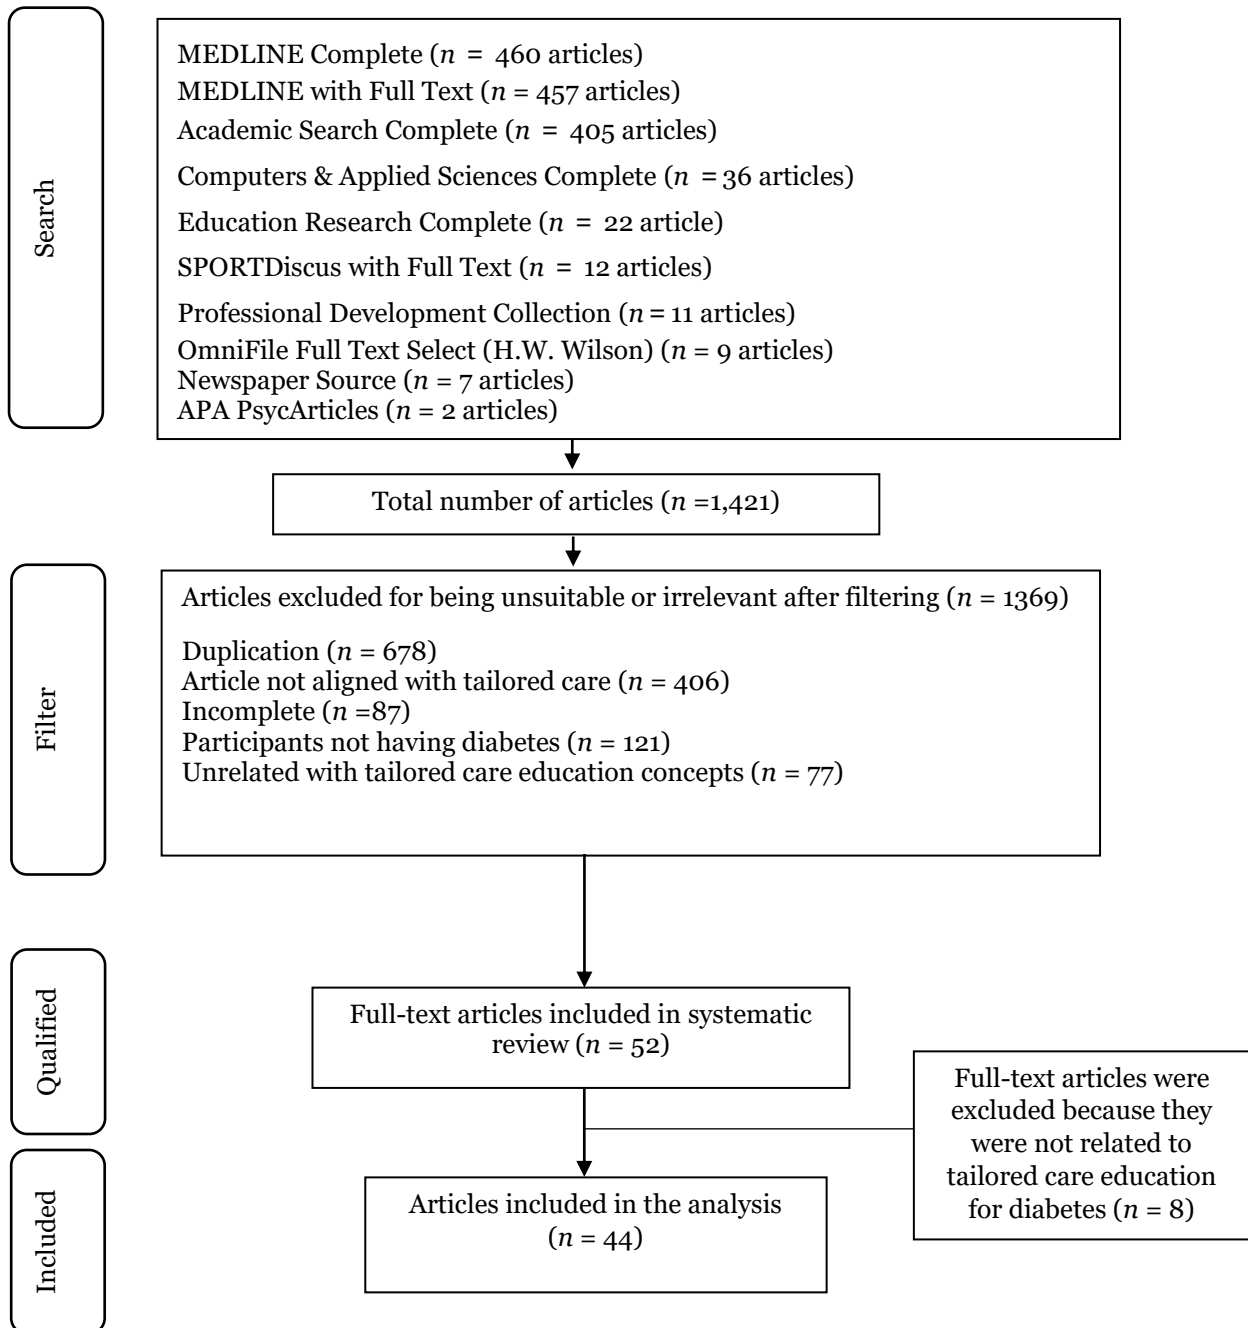 Search
MEDLINE Complete (n = 460 articles)
MEDLINE with Full Text (n = 457 articles)
Academic Search Complete (n = 405 articles)
Computers & Applied Sciences Complete (n = 36 articles)
Education Research Complete (n = 22 article)
SPORTDiscus with Full Text (n = 12 articles)
Professional Development Collection (n = 11 articles)
OmniFile Full Text Select (H.W. Wilson) (n = 9 articles)
Newspaper Source (n = 7 articles)
APA PsycArticles (n = 2 articles)
Total number of articles (n =1,421)
Filter
Articles excluded for being unsuitable or irrelevant after filtering (n = 1369)
Duplication (n = 678)
Article not aligned with tailored care (n = 406)
Incomplete (n =87)
Participants not having diabetes (n = 121)
Unrelated with tailored care education concepts (n = 77)
Qualified
Full-text articles included in systematic
review (n = 52)
Full-text articles were
excluded because they
were not related to
tailored care education
for diabetes (n = 8)
Included
Articles included in the analysis
(n = 44)